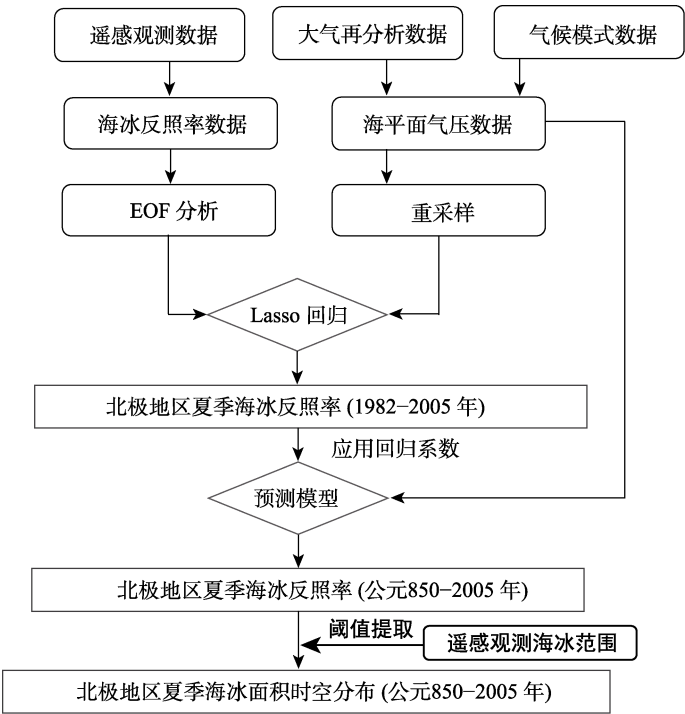 遥感观测数据
大气再分析数据
气候模式数据
海冰反照率数据
海平面气压数据
EOF 分析
重采样
Lasso 回归
北极地区夏季海冰反照率 (1982−2005 年)
应用回归系数
预测模型
北极地区夏季海冰反照率 (公元850−2005 年)
阈值提取
遥感观测海冰范围
北极地区夏季海冰面积时空分布 (公元850−2005 年)